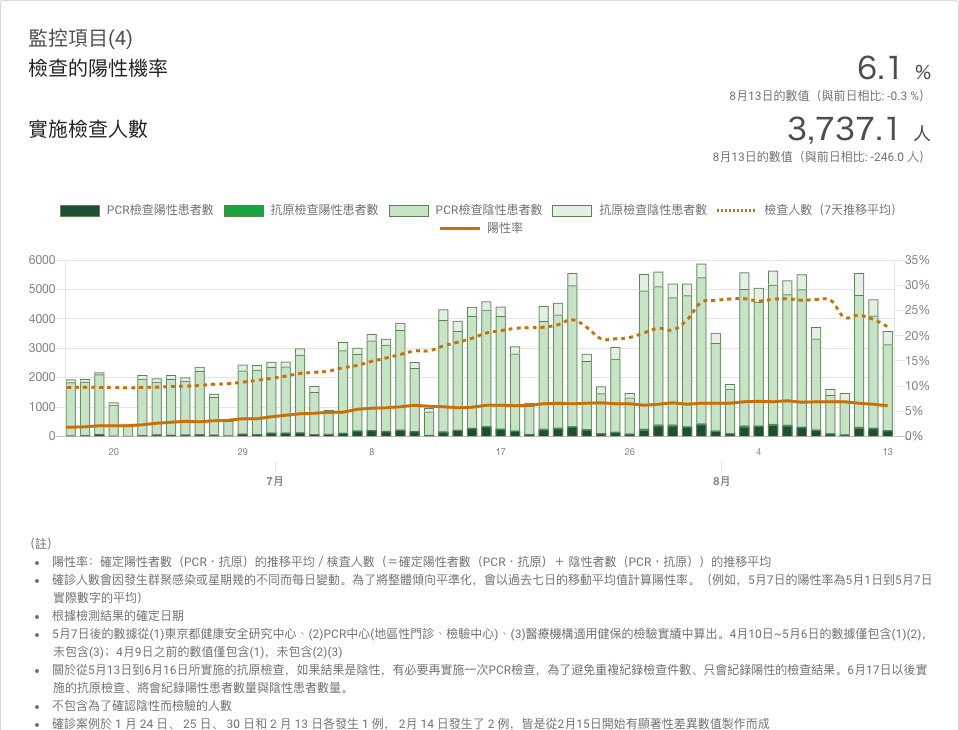 監控項目(4)
檢查的陽性機率
6.1 %
8月13日的數值（與前日相比: -0.3 %）
實施檢查人數
3,737.1 人
8月13日的數值（與前日相比: -246.0 人）
PCR檢查陽性患者數 抗原檢查陽性患者數 PCR檢查陰性患者數 抗原檢查陰性患者數 檢查人數（7天推移平均）
陽性率
6000 35%
5000 30%
4000 25%
3000 20%
2000 15%
1000 10%
0 5%
0%
20 29 8 17 26 4 13
7月 8月
（註）
陽性率：確定陽性者數（PCR・抗原）的推移平均 / 検査人數（＝確定陽性者數（PCR・抗原）＋ 陰性者數（PCR・抗原））的推移平均
確診人數會因發生群聚感染或星期幾的不同而每日變動。為了將整體傾向平準化，會以過去七日的移動平均值計算陽性率。（例如，5月7日的陽性率為5月1日到5月7日
實際數字的平均）
根據檢測結果的確定日期
5月7日後的數據從(1)東京都健康安全研究中心、(2)PCR中心(地區性門診、檢驗中心)、(3)醫療機構適用健保的檢驗實績中算出。4月10日~5月6日的數據僅包含(1)(2)，
未包含(3)；4月9日之前的數值僅包含(1)，未包含(2)(3)
關於從5月13日到6月16日所實施的抗原檢查，如果結果是陰性，有必要再實施一次PCR檢查，為了避免重複紀錄檢查件數、只會紀錄陽性的檢查結果。6月17日以後實
施的抗原檢查、將會紀錄陽性患者數量與陰性患者數量。
不包含為了確認陰性而檢驗的人數
確診案例於 1 月 24 日、 25 日、 30 日和 2 月 13 日各發生 1 例， 2月 14 日發生了 2 例，皆是從2月15日開始有顯著性差異數值製作而成